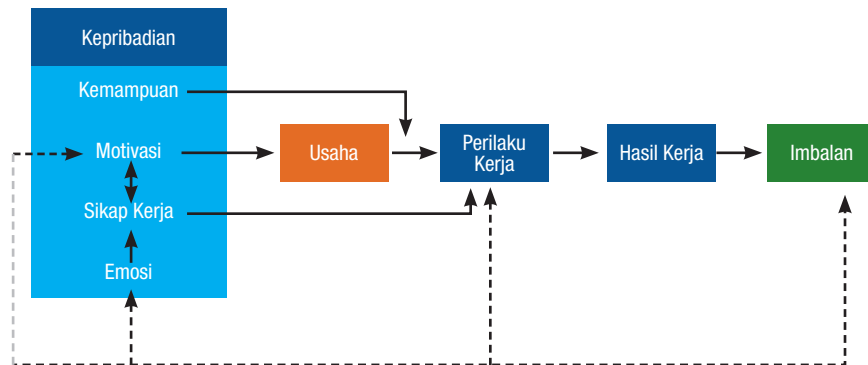 Kepribadian
Kemampuan
Motivasi
Sikap Kerja
Emosi
Usaha
Perilaku
Kerja
Hasil Kerja
Imbalan